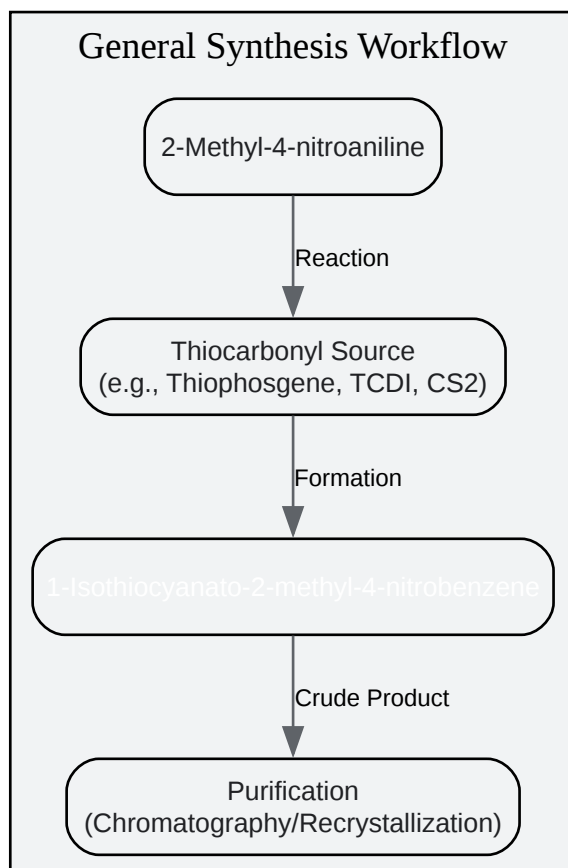 General Synthesis Workflow
2-Methyl-4-nitroaniline
Reaction
Thiocarbonyl Source
(e.g., Thiophosgene, TCDI, CS2)
Formation
1-Isothiocyanato-2-methyl-4-nitrobenzene
Crude Product
Purification
(Chromatography/Recrystallization)